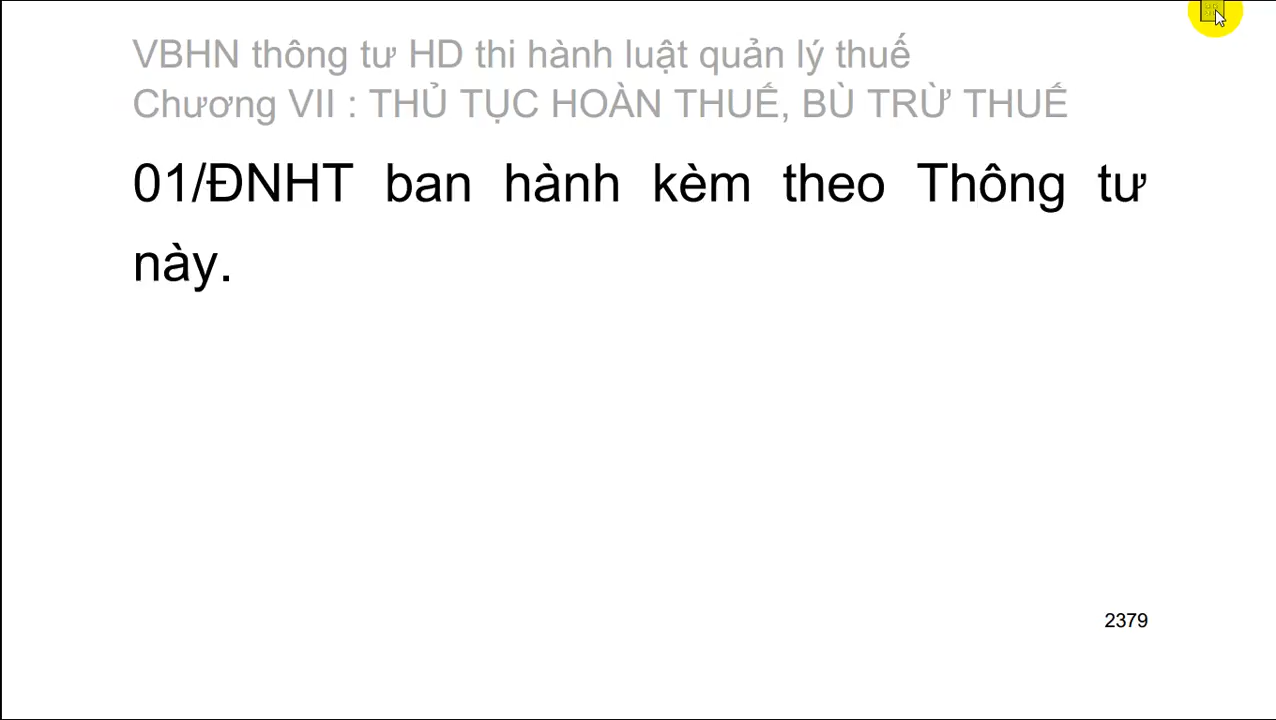 VBHN thông tư HD thi hành luật quản lý thuế
Chương VII : THỦ TỤC HOÀN THUẾ, BÙ TRỪ THUẾ
01/ĐNHT ban hành kèm theo Thông tư
này.
2379